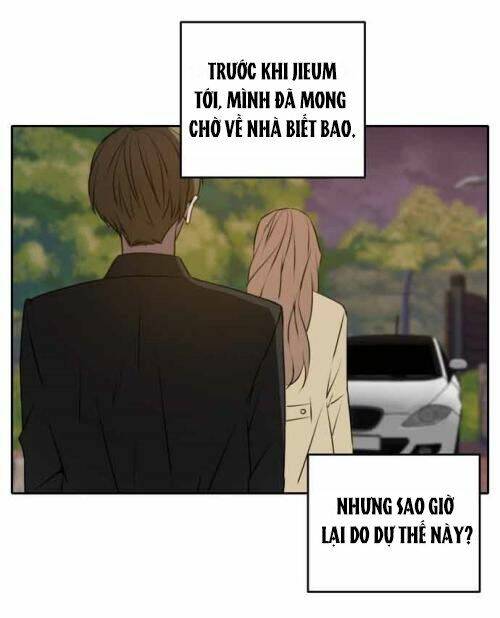 TRƯỚC KHI JIEUM
TỚI, MÌNH ĐÃ MONG
CHỜ VỀ NHÀ BIẾT BAO.
NHƯNG SAO GIỜ
LẠI DO DỰ THẾ NÀY?